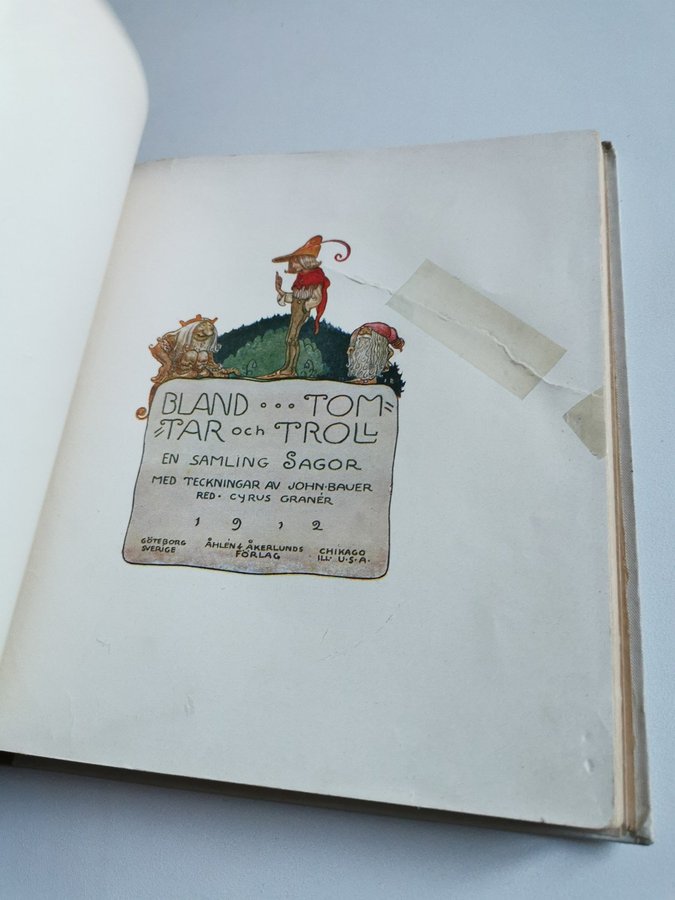 BLAND ... TOM=
TAR och TROLL
EN SAMLING SAGOR
MED TECKNINGAR AV JOHN·BAUER
RED· CYRUS GRANÉR
1 9 1 2
GÖTEBORG
SVERIGE
ÅHLÉN & ÅKERLUNDS
FÖRLAG
CHIKAGO
ILL· U·S·A·